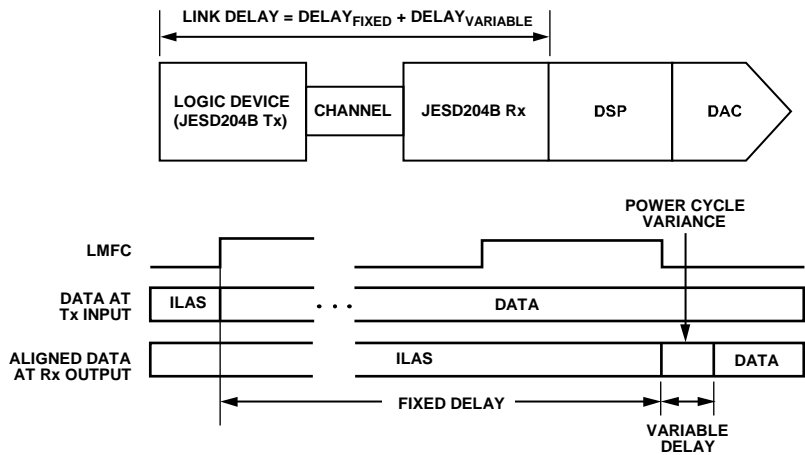 LINK DELAY = DELAYFIXED + DELAYVARIABLE
LOGIC DEVICE
(JESD204B Tx)
CHANNEL
JESD204B Rx
DSP
DAC
POWER CYCLE
VARIANCE
LMFC
DATA AT
Tx INPUT
ILAS
. . .
DATA
ALIGNED DATA
AT Rx OUTPUT
ILAS
DATA
FIXED DELAY
VARIABLE
DELAY